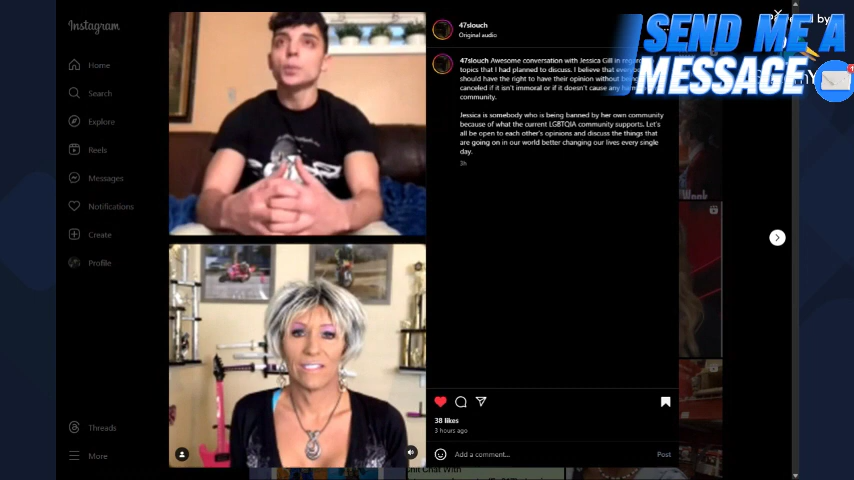 Instagram
Home
Search
Explore
Reels
Messages
Notifications
Create
Profile
Threads
More
47slouch
Original audio
47slouch Awesome conversation with Jessica Gill in
topics that I had planned to discuss. I believe that
should have the right to have their opinion without
canceled if it isn't immoral or if it doesn't cause any
community.
Jessica is somebody who is being banned by her own community
because of what the current LGBTQIA community supports. Let's
all be open to each other's opinions and discuss the things that
are going on in our world better changing our lives every single
day.
3h
38 likes
3 hours ago
Add a comment...
Post
SEND ME A
MESSAGE
by
Week
Chat With